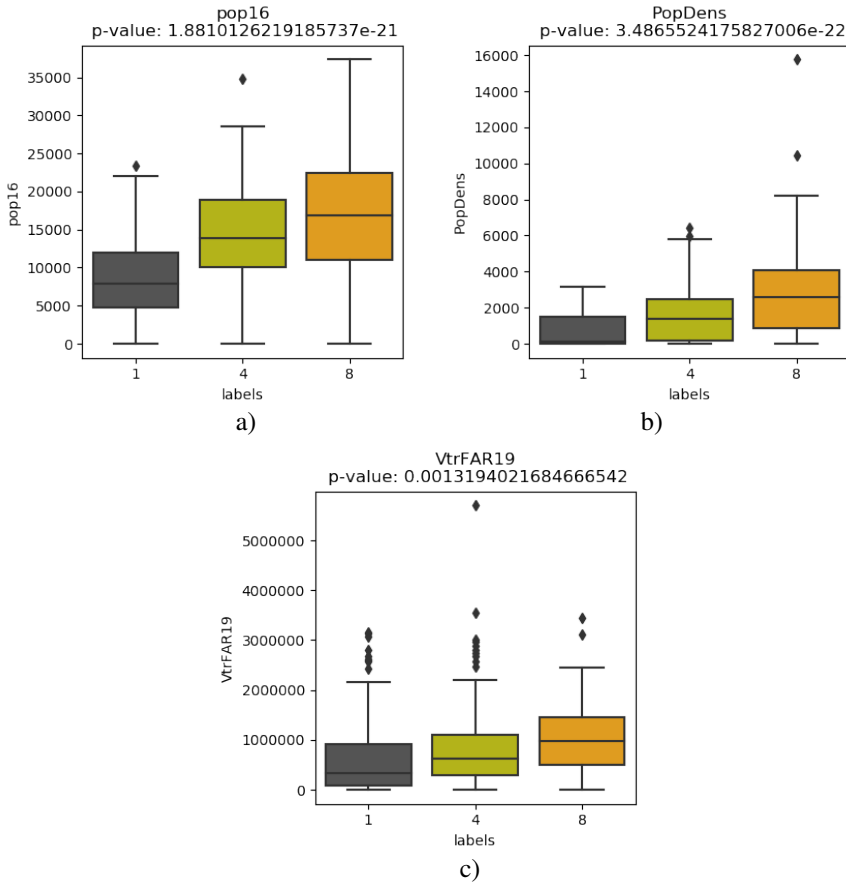 pop16
p-value: 1.8810126219185737e-21
35000
30000
25000
20000
15000
10000
5000
0
pop16
1 4 8
labels
a)
PopDens
p-value: 3.4865524175827006e-22
16000
14000
12000
10000
8000
6000
4000
2000
0
PopDens
1 4 8
labels
b)
VtrFAR19
p-value: 0.0013194021684666542
5000000
4000000
3000000
2000000
1000000
0
VtrFAR19
1 4 8
labels
c)